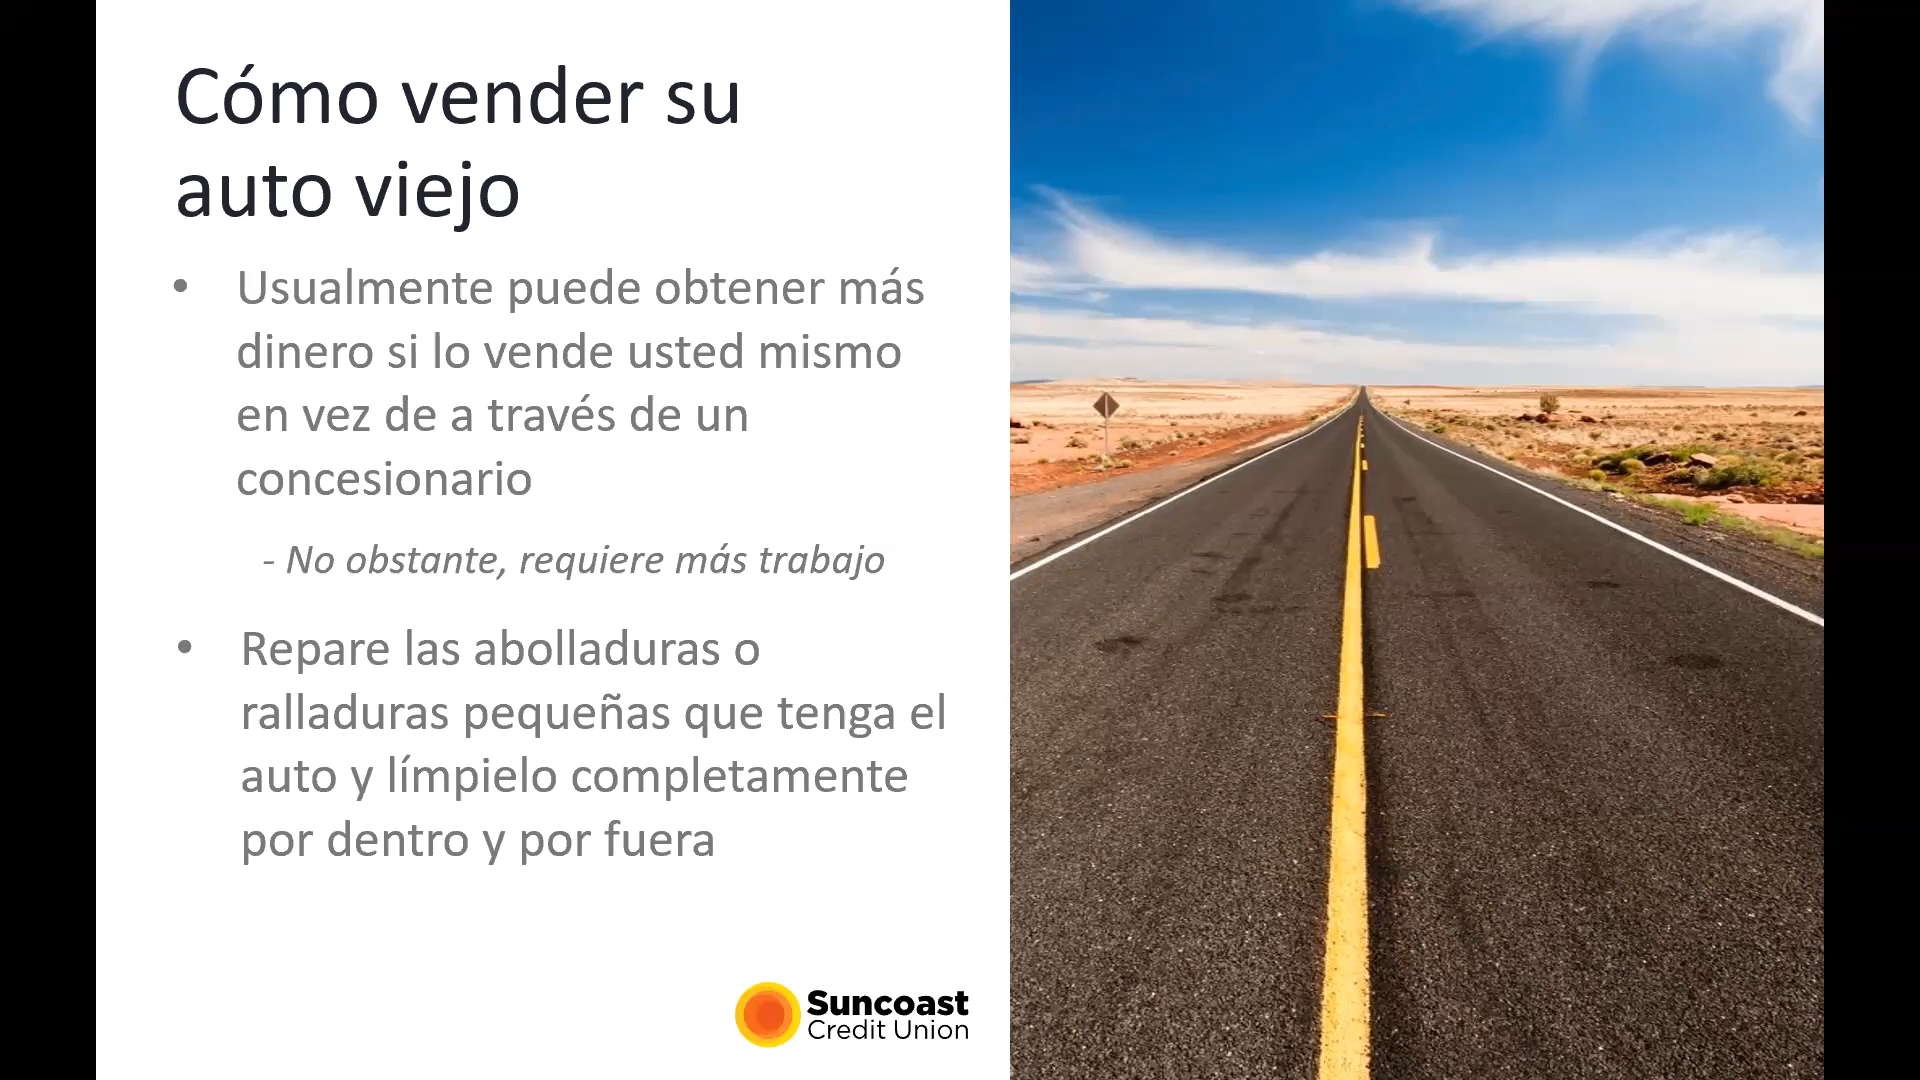 Cómo vender su
auto viejo
• Usualmente puede obtener más
dinero si lo vende usted mismo
en vez de a través de un
concesionario
- No obstante, requiere más trabajo
• Repare las abolladuras o
ralladuras pequeñas que tenga el
auto y límpielo completamente
por dentro y por fuera
Suncoast
Credit Union